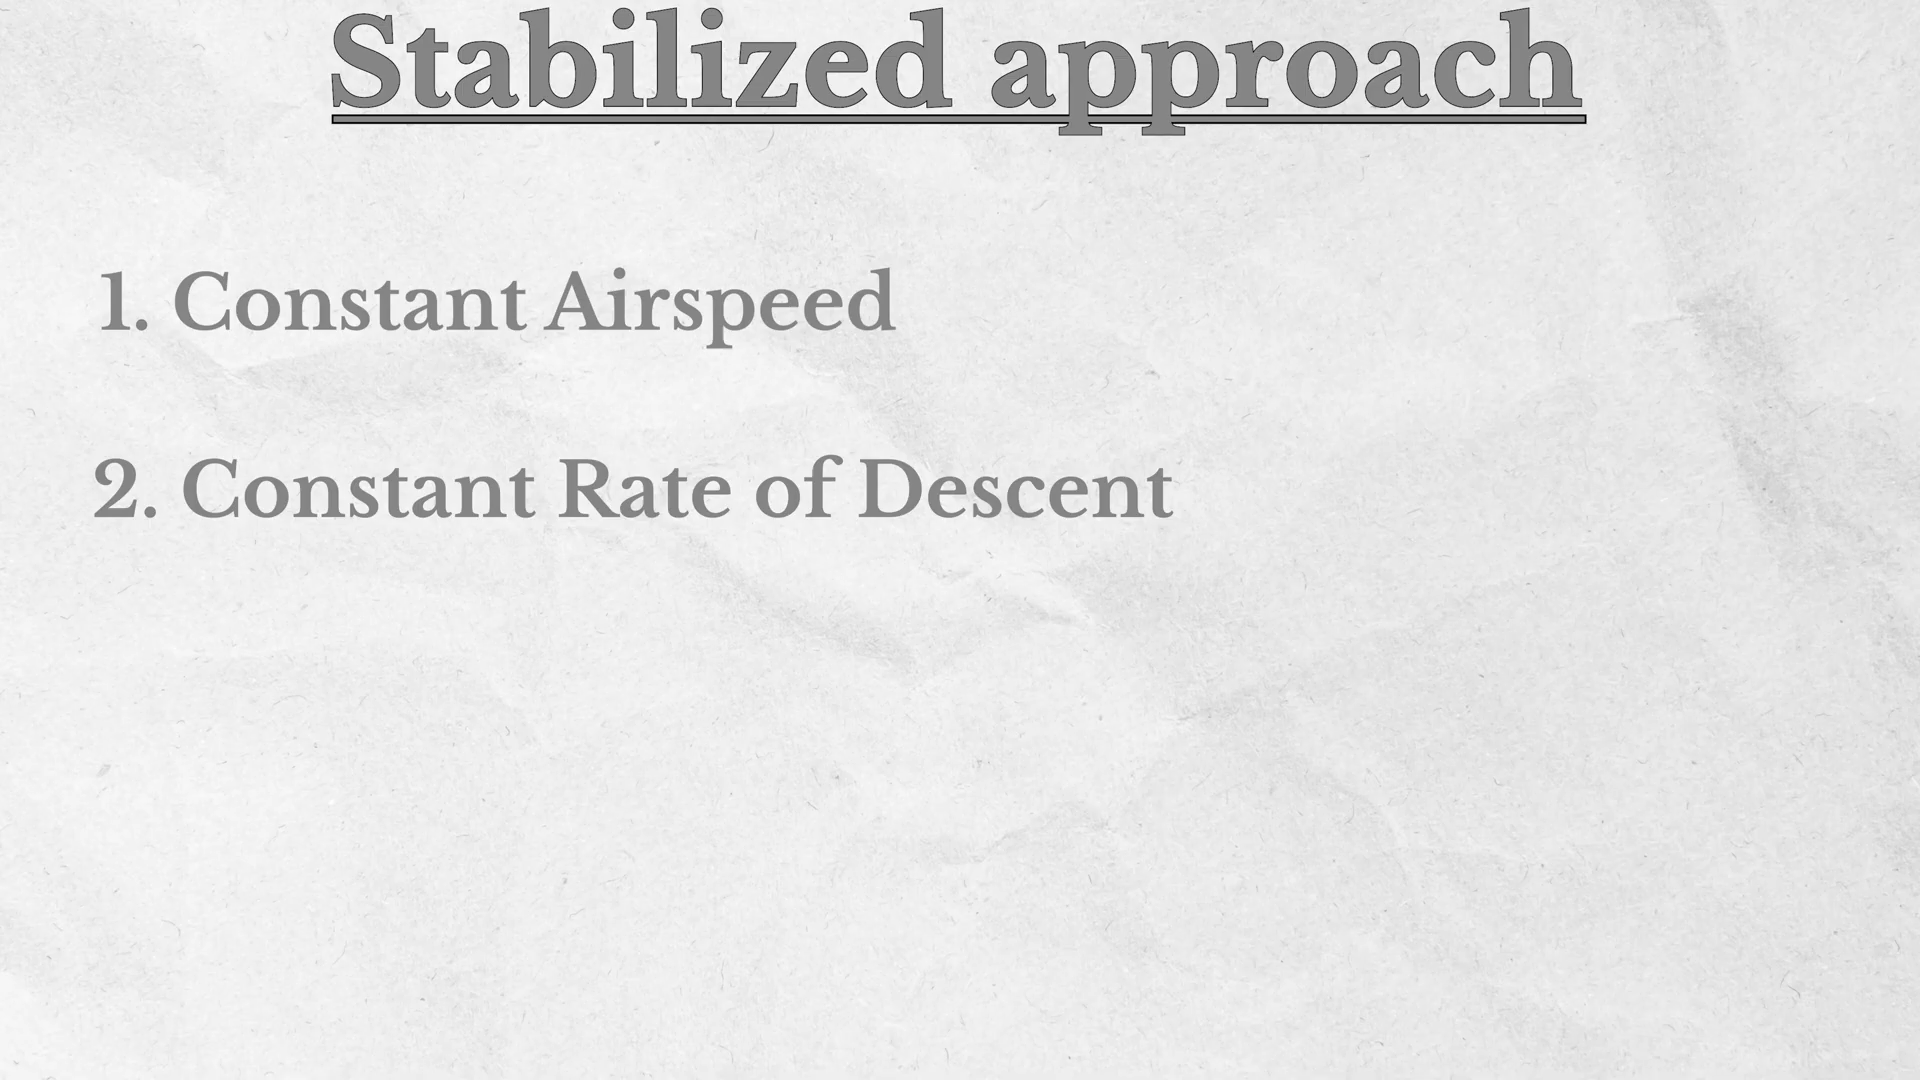 Stabilized approach
1. Constant Airspeed
2. Constant Rate of Descent